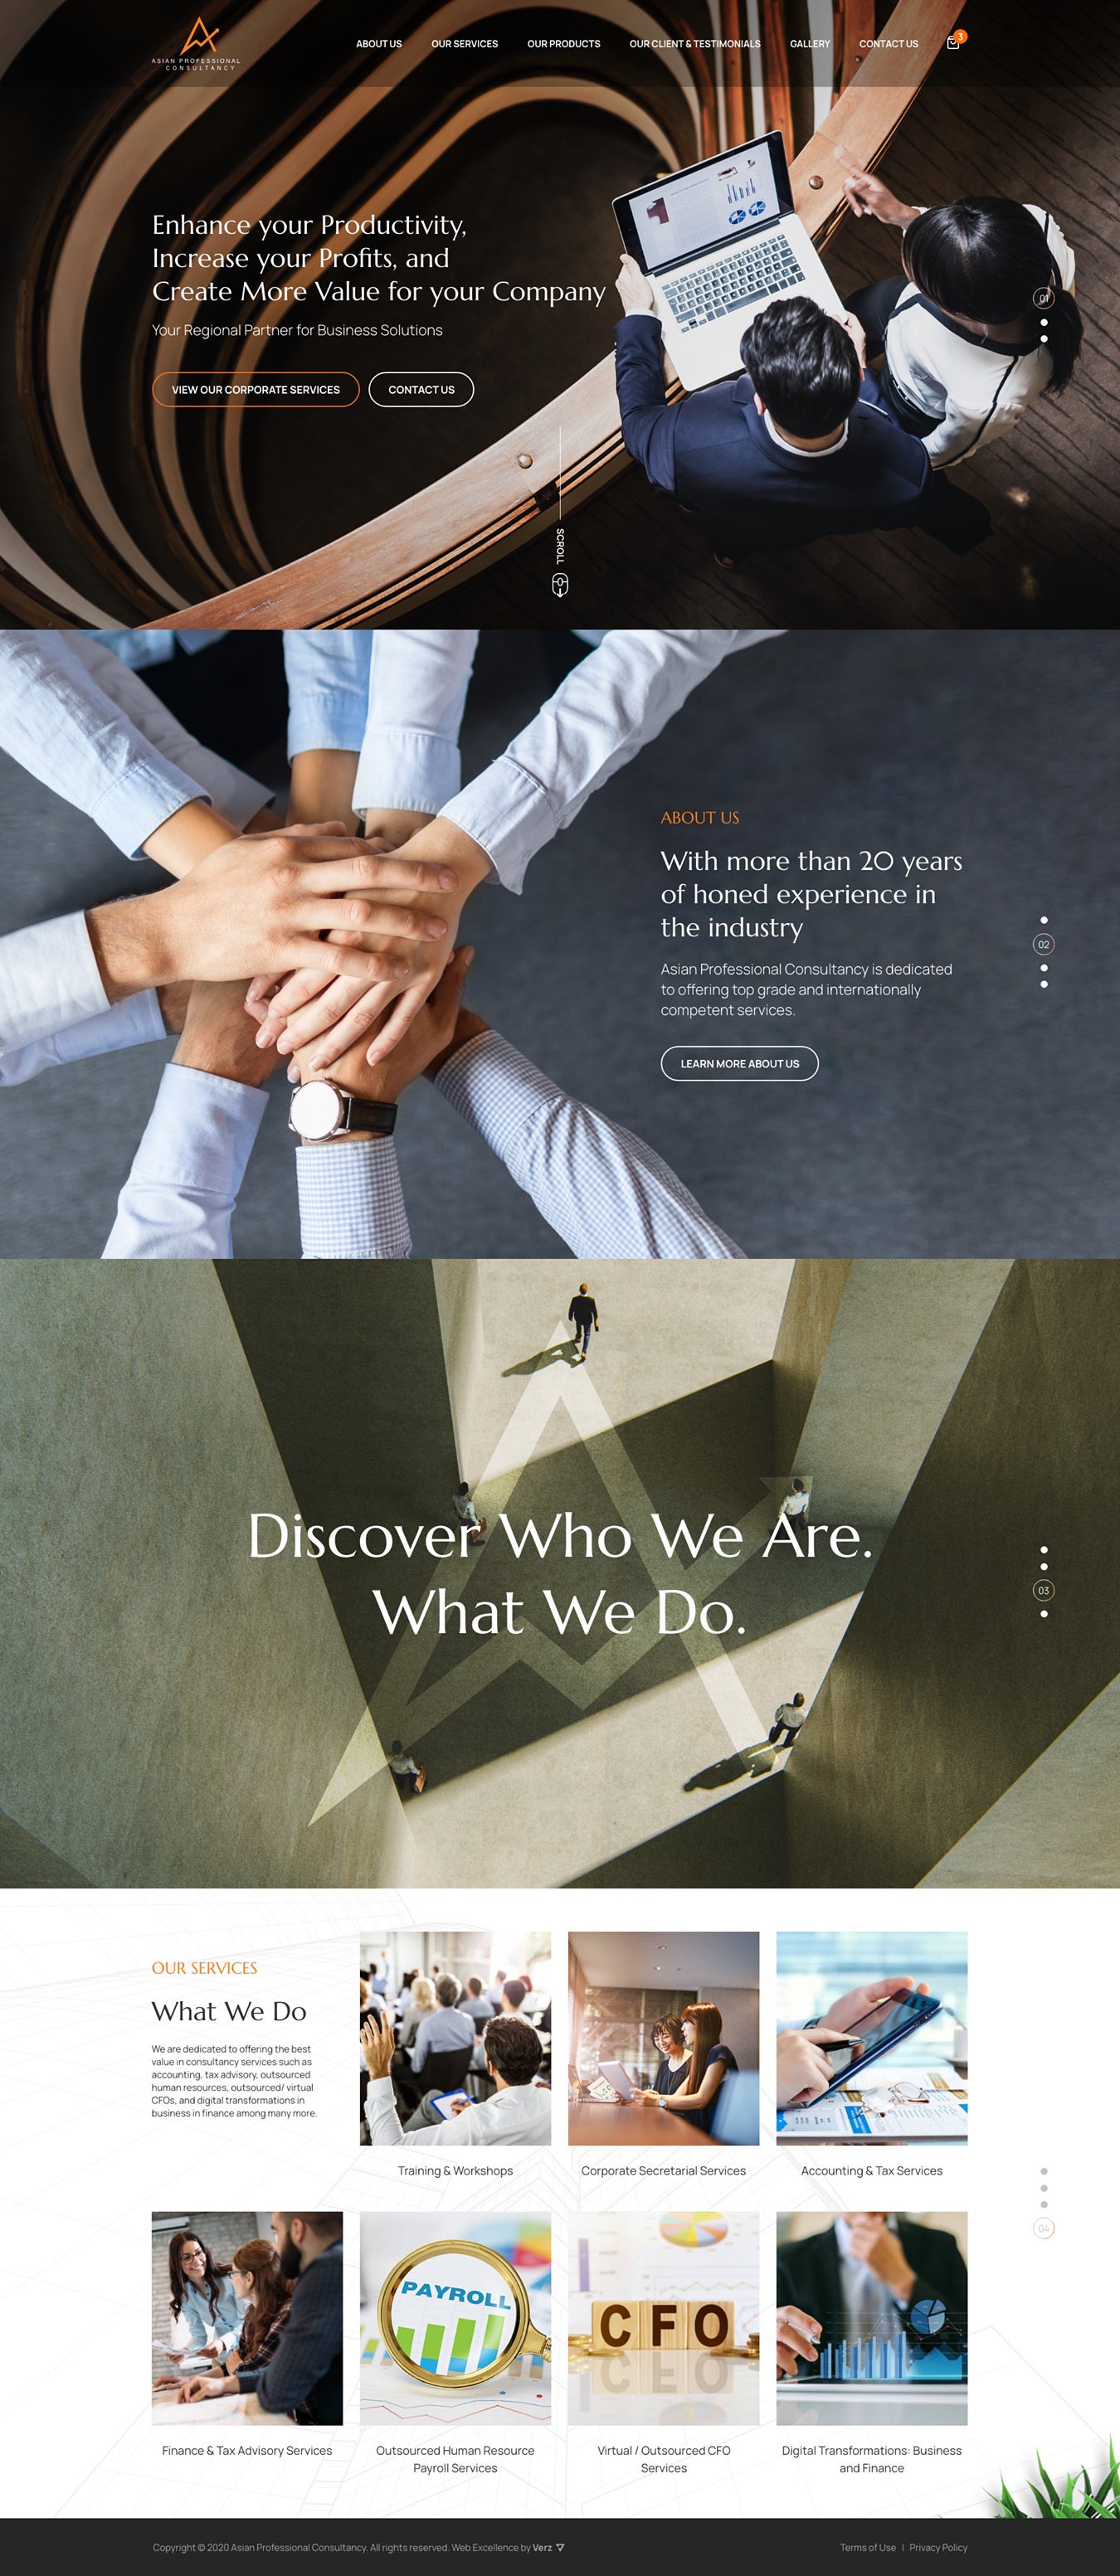 ASIAN PROFESSIONAL
CONSULTANCY
ABOUT US
OUR SERVICES
OUR PRODUCTS
OUR CLIENT & TESTIMONIALS
GALLERY
CONTACT US
3
Enhance your Productivity,
Increase your Profits, and
Create More Value for your Company
Your Regional Partner for Business Solutions
VIEW OUR CORPORATE SERVICES
CONTACT US
01
SCROLL
ABOUT US
With more than 20 years
of honed experience in
the industry
Asian Professional Consultancy is dedicated
to offering top grade and internationally
competent services.
LEARN MORE ABOUT US
02
Discover Who We Are.
What We Do.
03
OUR SERVICES
What We Do
We are dedicated to offering the best
value in consultancy services such as
accounting, tax advisory, outsourced
human resources, outsourced/ virtual
CFOs, and digital transformations in
business in finance among many more.
Training & Workshops
Corporate Secretarial Services
Accounting & Tax Services
04
PAYROLL
CFO
Finance & Tax Advisory Services
Outsourced Human Resource
Payroll Services
Virtual / Outsourced CFO
Services
Digital Transformations: Business
and Finance
Copyright © 2020 Asian Professional Consultancy. All rights reserved. Web Excellence by Verz
Terms of Use | Privacy Policy